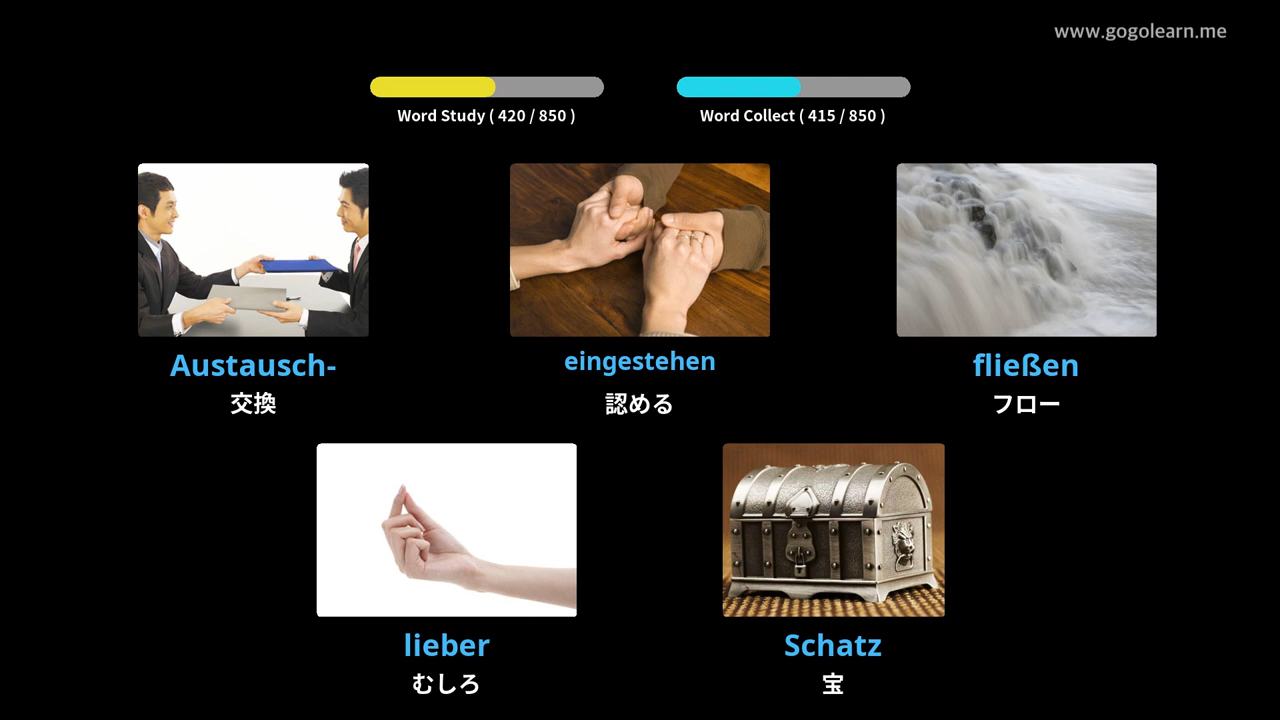 www.gogolearn.me
Word Study ( 420 / 850 )
Word Collect ( 415 / 850 )
Austausch-
交換
eingestehen
認める
fließen
フロー
lieber
むしろ
Schatz
宝